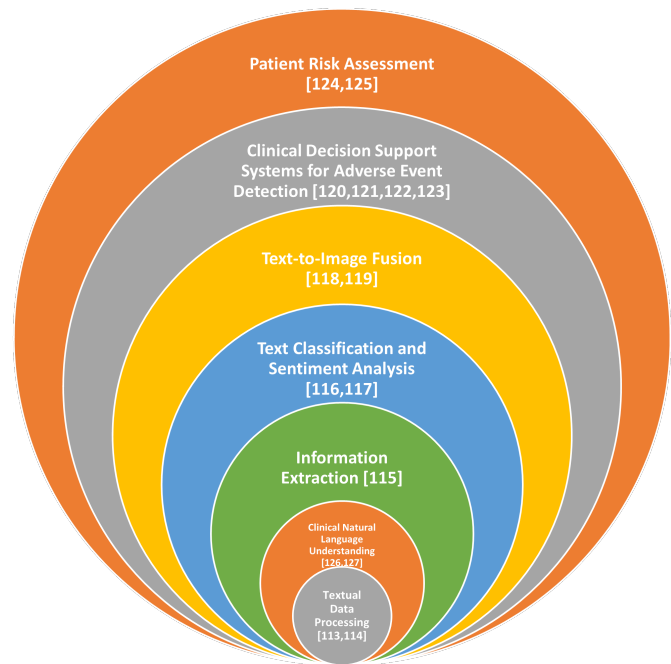 Patient Risk Assessment
[124,125]
Clinical Decision Support
Systems for Adverse Event
Detection [120,121,122,123]
Text-to-Image Fusion
[118,119]
Text Classification and
Sentiment Analysis
[116,117]
Information
Extraction [115]
Clinical Natural
Language
Understanding
[126,127]
Textual
Data
Processing
[113,114]